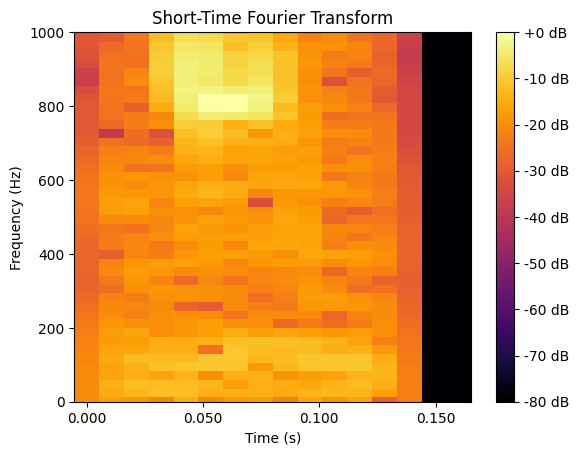 Short-Time Fourier Transform
1000
800
600
400
200
0
Frequency (Hz)
0.000
0.050
0.100
0.150
Time (s)
+0 dB
-10 dB
-20 dB
-30 dB
-40 dB
-50 dB
-60 dB
-70 dB
-80 dB